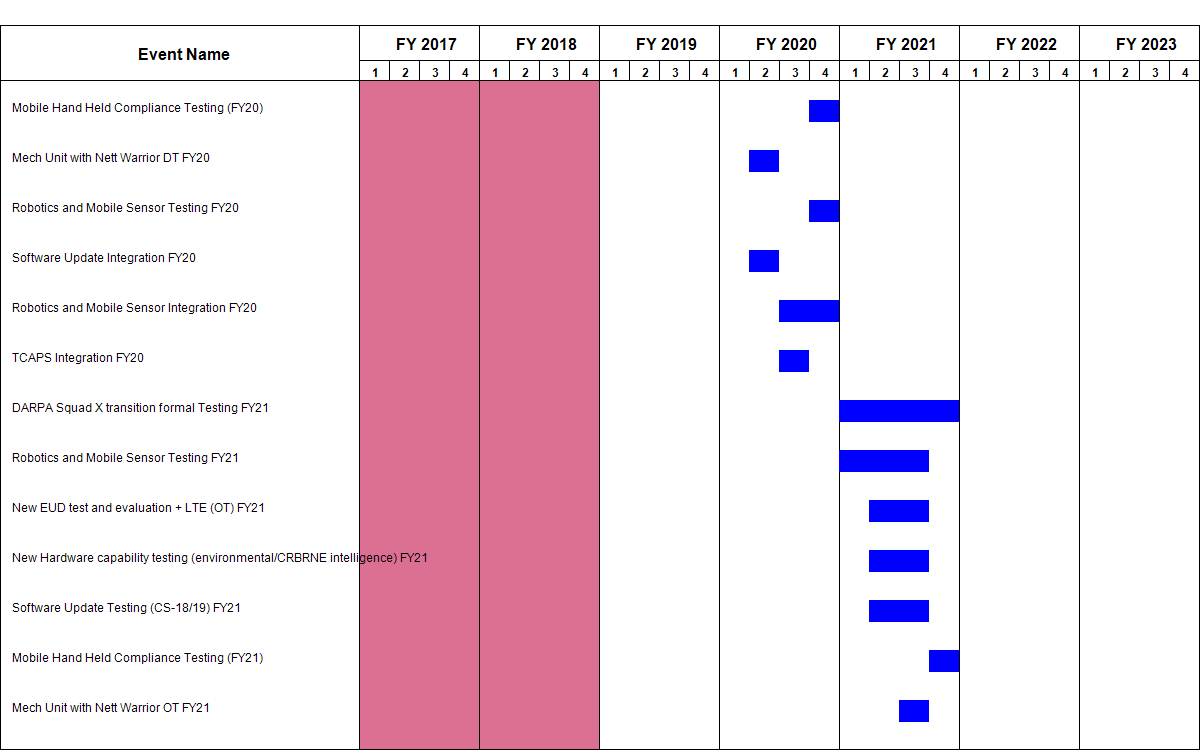 Event Name FY 2017 FY 2018 FY 2019 FY 2020 FY 2021 FY 2022 FY 2023
1 2 3 4 1 2 3 4 1 2 3 4 1 2 3 4 1 2 3 4 1 2 3 4 1 2 3 4
Mobile Hand Held Compliance Testing (FY20)
Mech Unit with Nett Warrior DT FY20
Robotics and Mobile Sensor Testing FY20
Software Update Integration FY20
Robotics and Mobile Sensor Integration FY20
TCAPS Integration FY20
DARPA Squad X transition formal Testing FY21
Robotics and Mobile Sensor Testing FY21
New EUD test and evaluation + LTE (OT) FY21
New Hardware capability testing (environmental/CRBRNE intelligence) FY21
Software Update Testing (CS-18/19) FY21
Mobile Hand Held Compliance Testing (FY21)
Mech Unit with Nett Warrior OT FY21